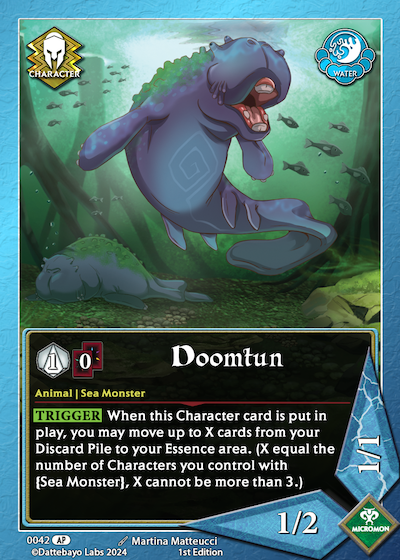 CHARACTER
WATER
1 0 Doomtun
Animal | Sea Monster
TRIGGER When this Character card is put in
play, you may move up to X cards from your
Discard Pile to your Essence area. (X equal the
number of Characters you control with
[Sea Monster], X cannot be more than 3.)
1/1
1/2
MICROMON
0042 AP Martina Matteucci
©Dattebayo Labs 2024 1st Edition